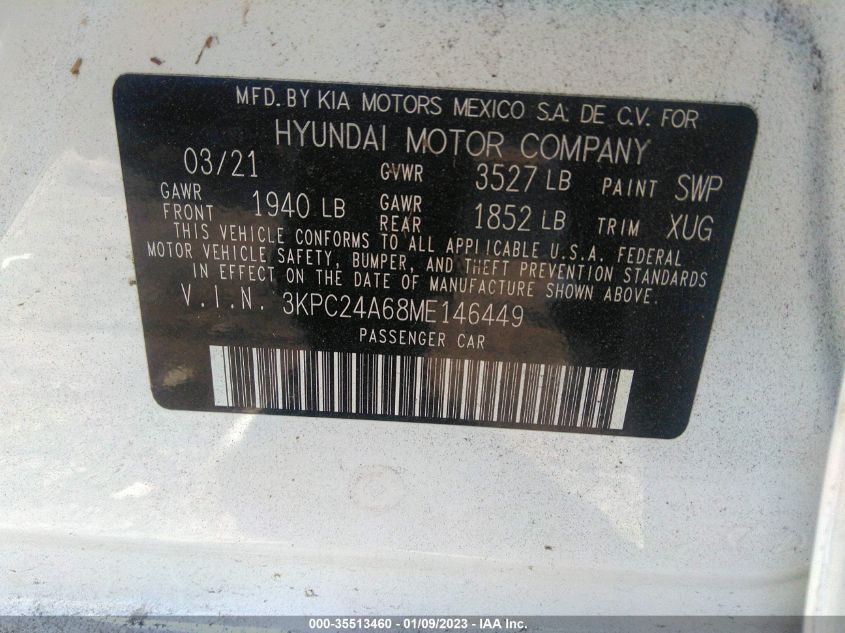 MFD. BY KIA MOTORS MEXICO S.A. DE C.V. FOR
HYUNDAI MOTOR COMPANY
03/21 GVWR 3527 LB PAINT SWP
GAWR FRONT 1940 LB GAWR REAR 1852 LB TRIM XUG
THIS VEHICLE CONFORMS TO ALL APPLICABLE U.S.A. FEDERAL
MOTOR VEHICLE SAFETY, BUMPER, AND THEFT PREVENTION STANDARDS
IN EFFECT ON THE DATE OF MANUFACTURE SHOWN ABOVE.
V.I.N. 3KPC24A68ME146449
PASSENGER CAR
000-35513460 - 01/09/2023 - IAA Inc.